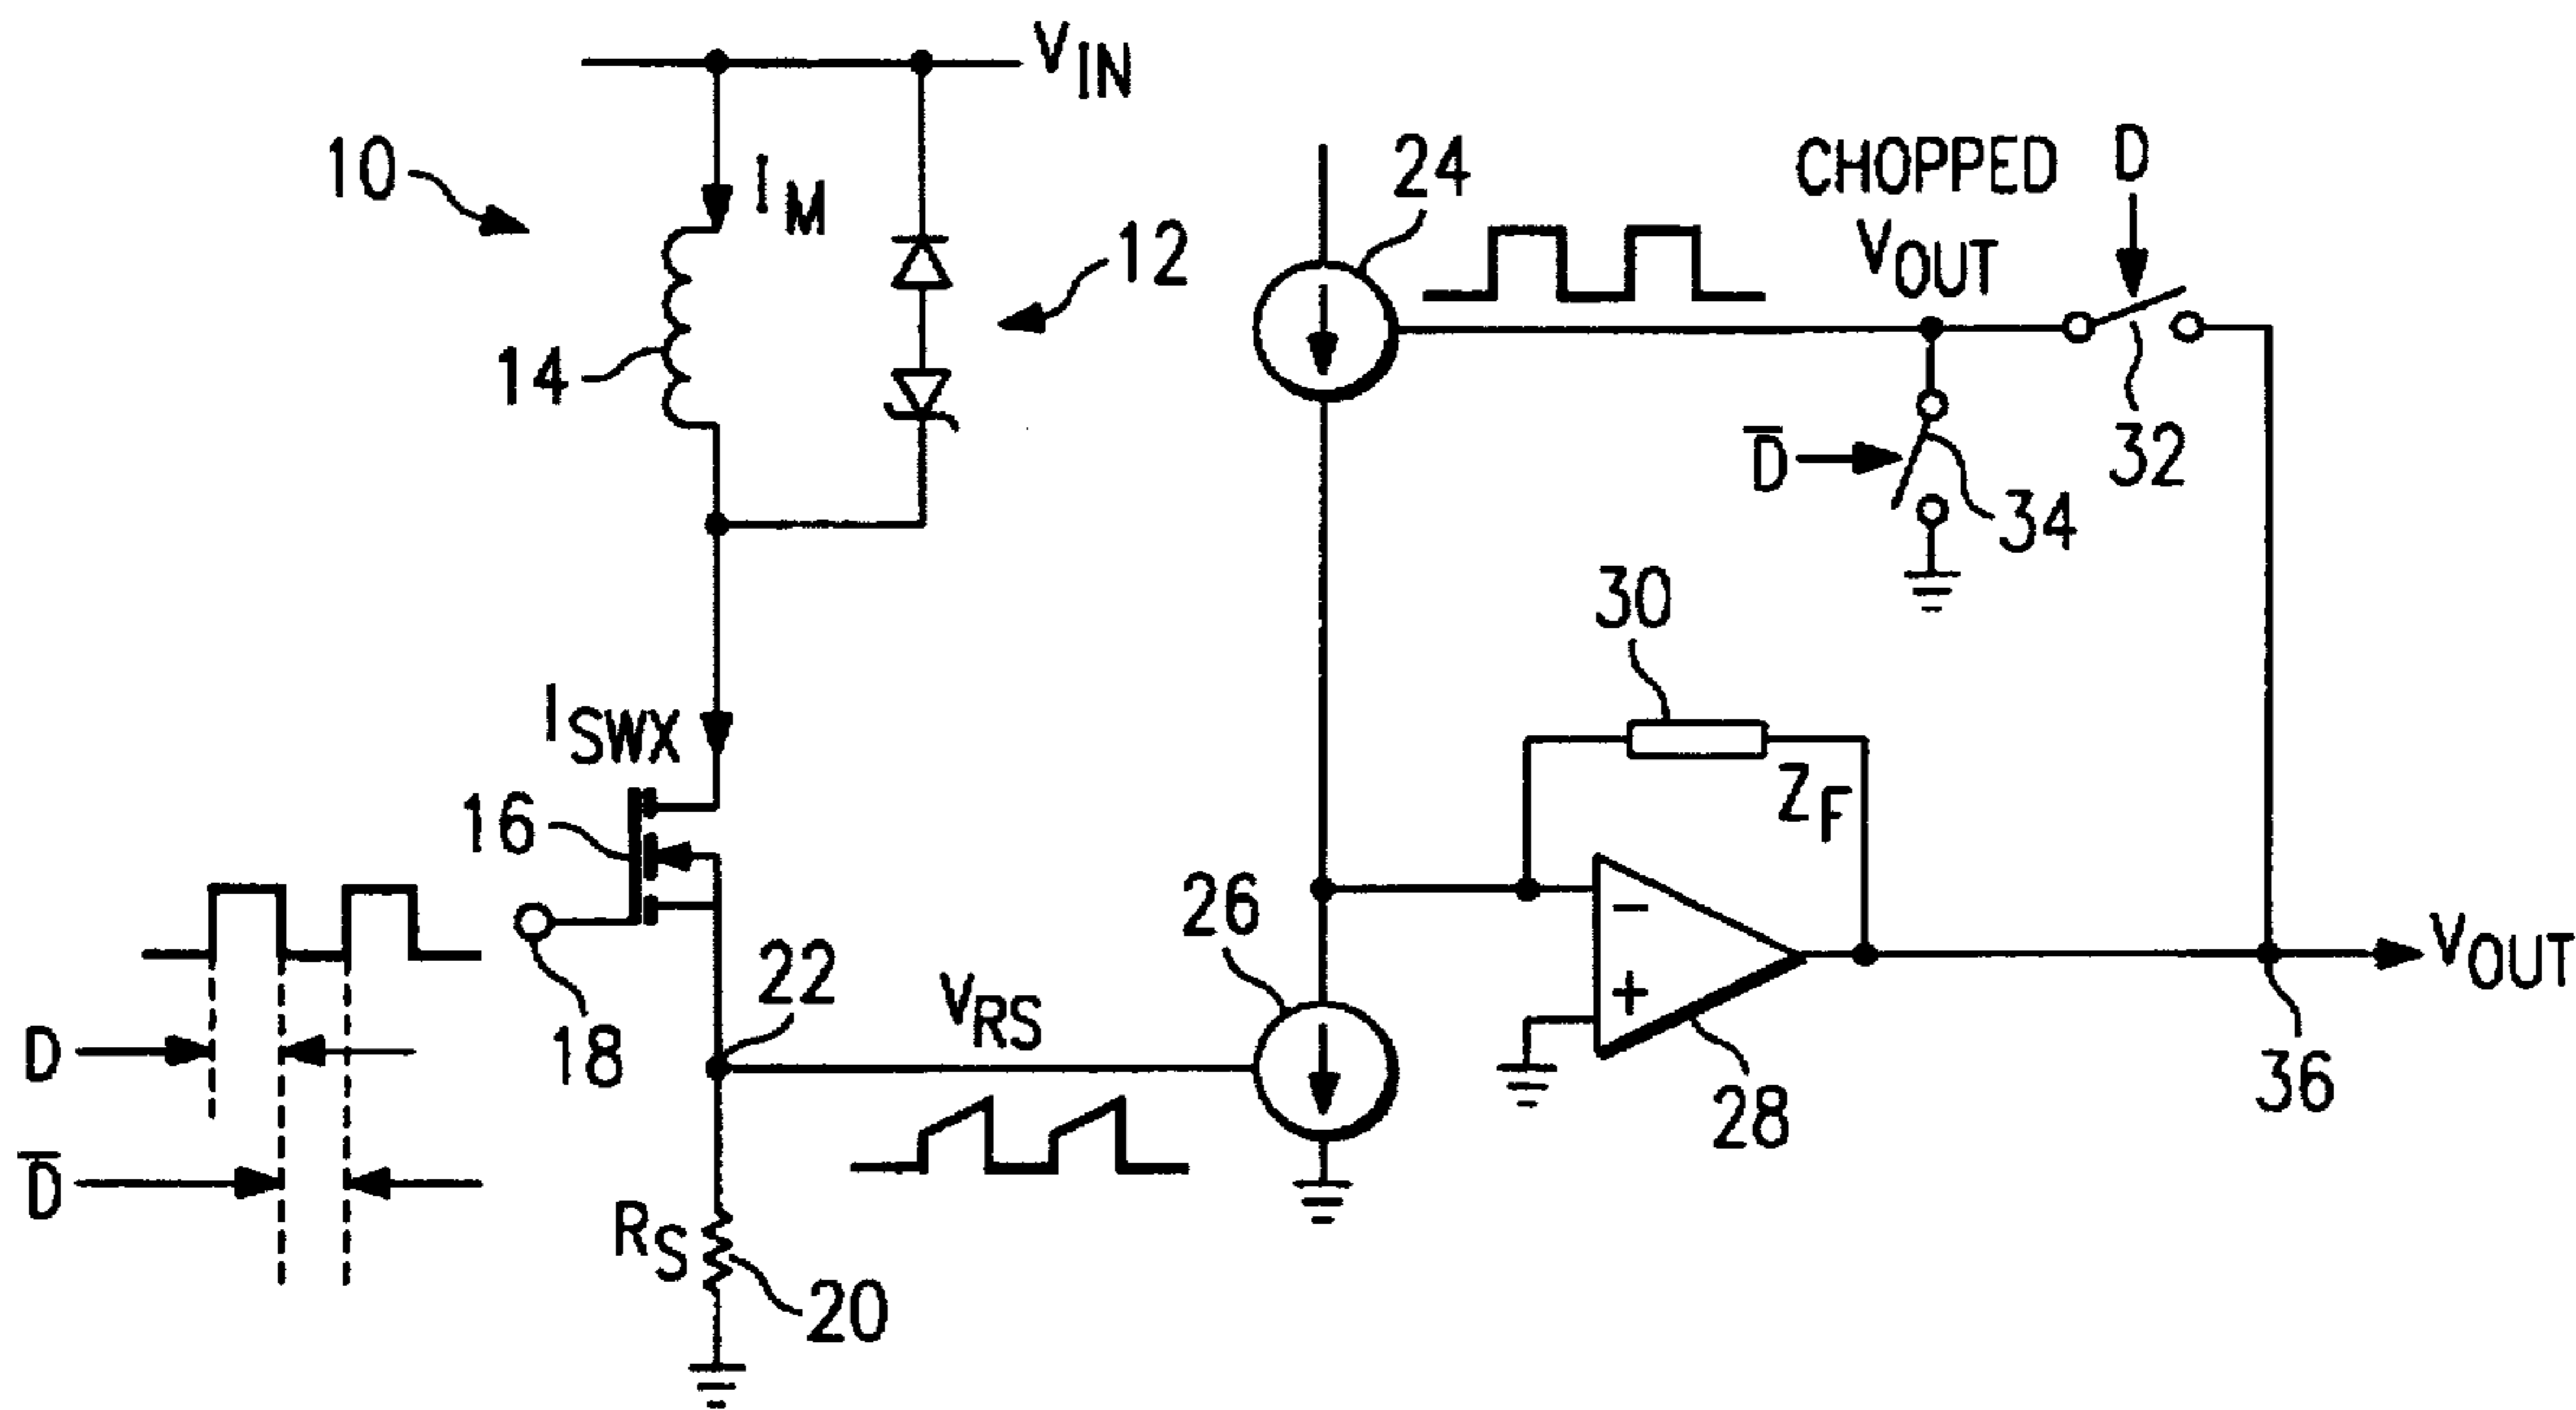 V_IN
10
I_M
12
14
24
CHOPPED
V_OUT
D
32
D̅
34
30
Z_F
I_SWX
16
18
D
D̅
22
V_RS
26
−
+
28
V_OUT
36
R_S
20